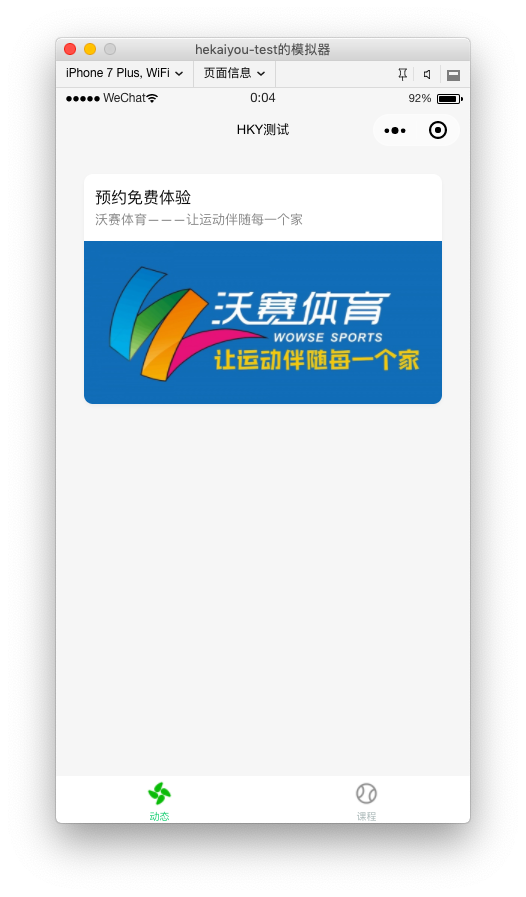 hekaiyou-test的模拟器
iPhone 7 Plus, WiFi 页面信息
WeChat 0:04 92%
HKY测试
预约免费体验
沃赛体育———让运动伴随每一个家
沃赛体育
WOWSE SPORTS
让运动伴随每一个家
动态 课程